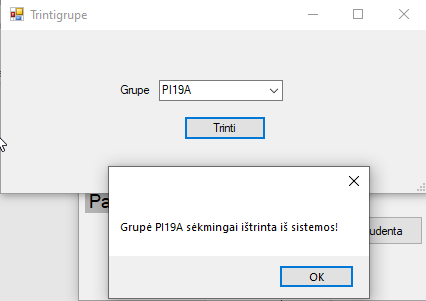 Trintigrupe
Grupe PI19A
Trinti
Pa
Grupė PI19A sėkmingai ištrinta iš sistemos!
udenta
OK